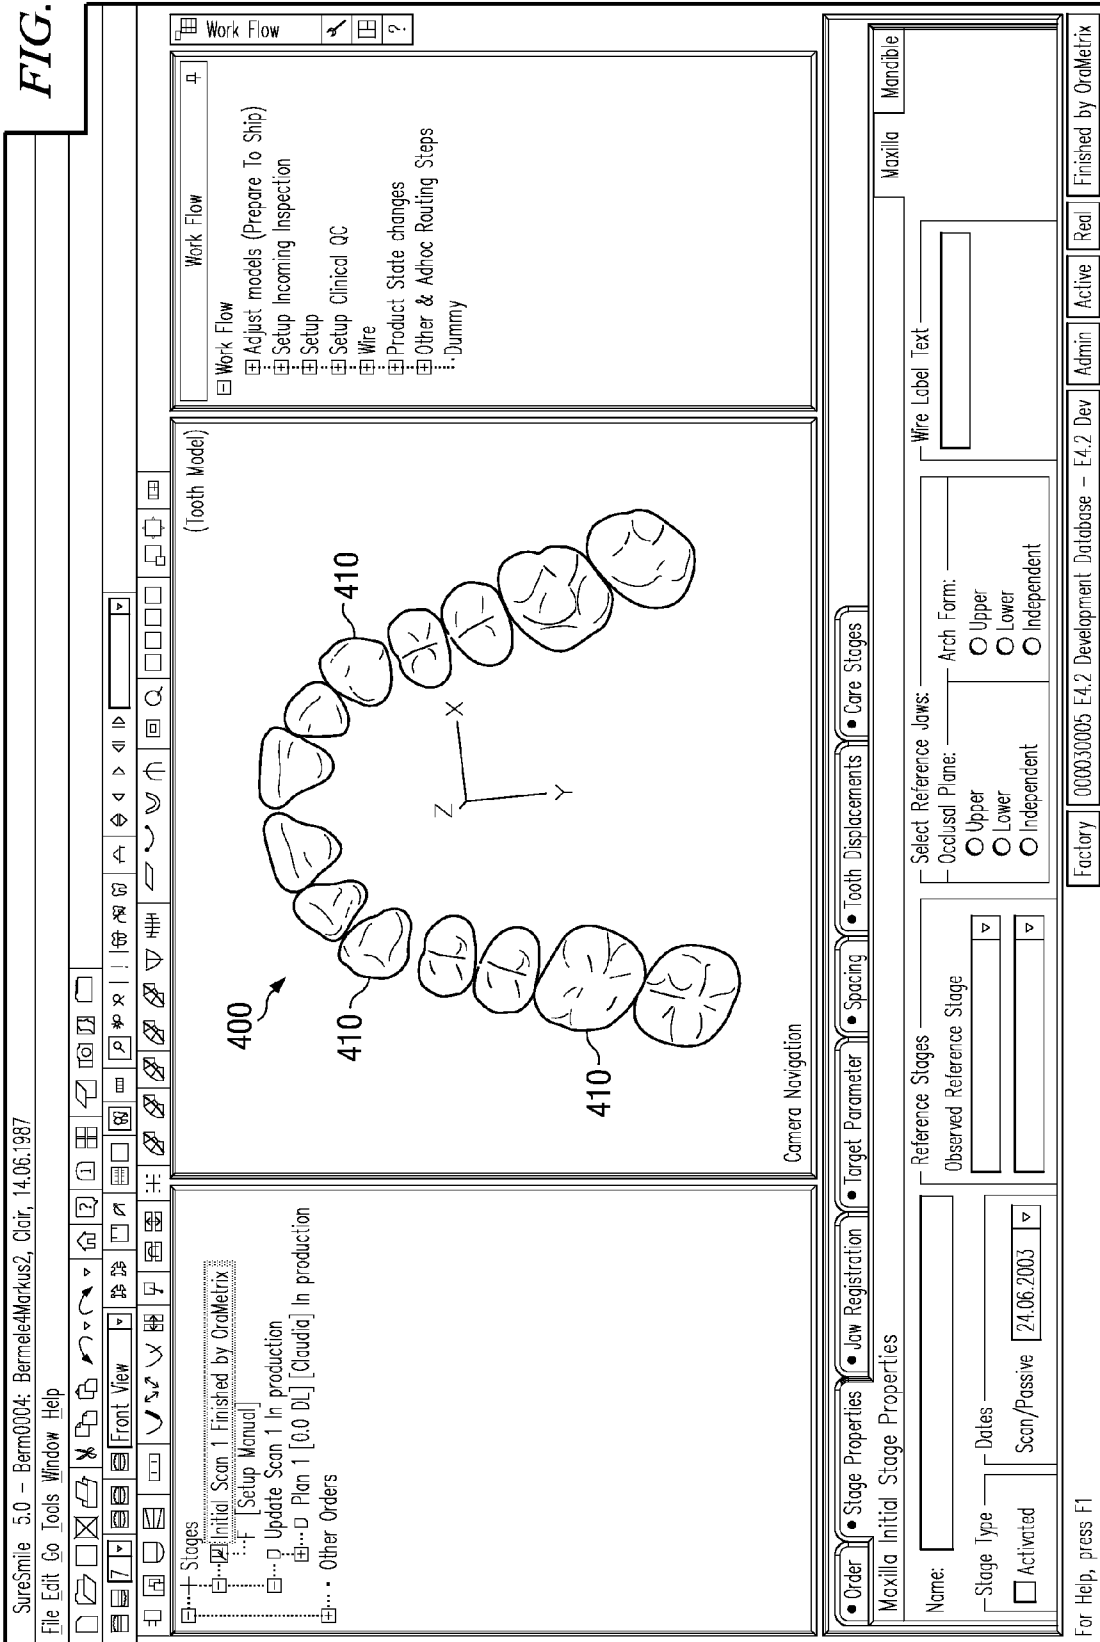 FIG.
SureSmile 5.0 – Berm0004: Bermele4Markus2, Clair, 14.06.1987
File Edit Go Tools Window Help
7
Front View
Stages
Initial Scan 1 Finished by OraMetrix
F [Setup Manual]
D Update Scan 1 In production
D Plan 1 [0.0 DL] [Claudia] In production
Other Orders
(Tooth Model)
400
410
410
410
Z
X
Y
Camera Navigation
Work Flow
?
Work Flow
Work Flow
Adjust models (Prepare To Ship)
Setup Incoming Inspection
Setup
Setup Clinical QC
Wire
Product State changes
Other & Adhoc Routing Steps
Dummy
• Order
• Stage Properties
• Jaw Registration
• Target Parameter
• Spacing
• Tooth Displacements
• Care Stages
Maxilla Initial Stage Properties
Maxilla
Mandible
Name:
Stage Type
Activated
Dates
Scan/Passive 24.06.2003
Reference Stages
Observed Reference Stage
Select Reference Jaws:
Occlusal Plane:
Upper
Lower
Independent
Arch Form:
Upper
Lower
Independent
Wire Label Text
For Help, press F1
Factory
000030005 E4.2 Development Database – E4.2 Dev
Admin
Active
Real
Finished by OraMetrix